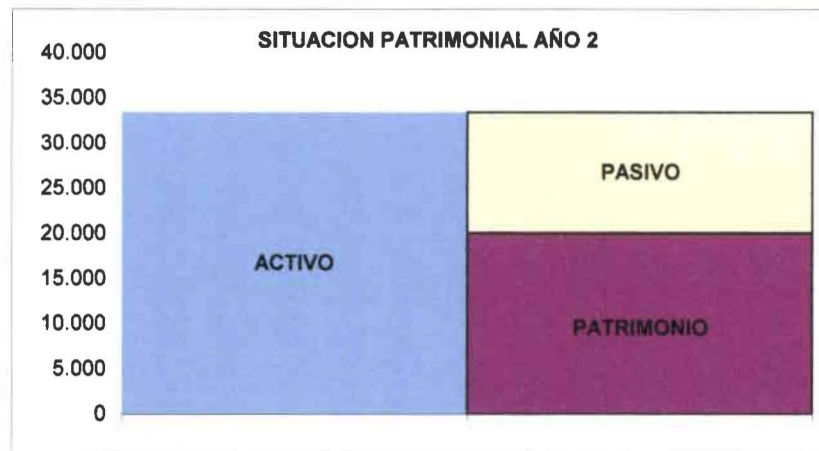 SITUACION PATRIMONIAL AÑO 2
40.000
35.000
30.000
25.000
20.000
15.000
10.000
5.000
0
ACTIVO
PASIVO
PATRIMONIO